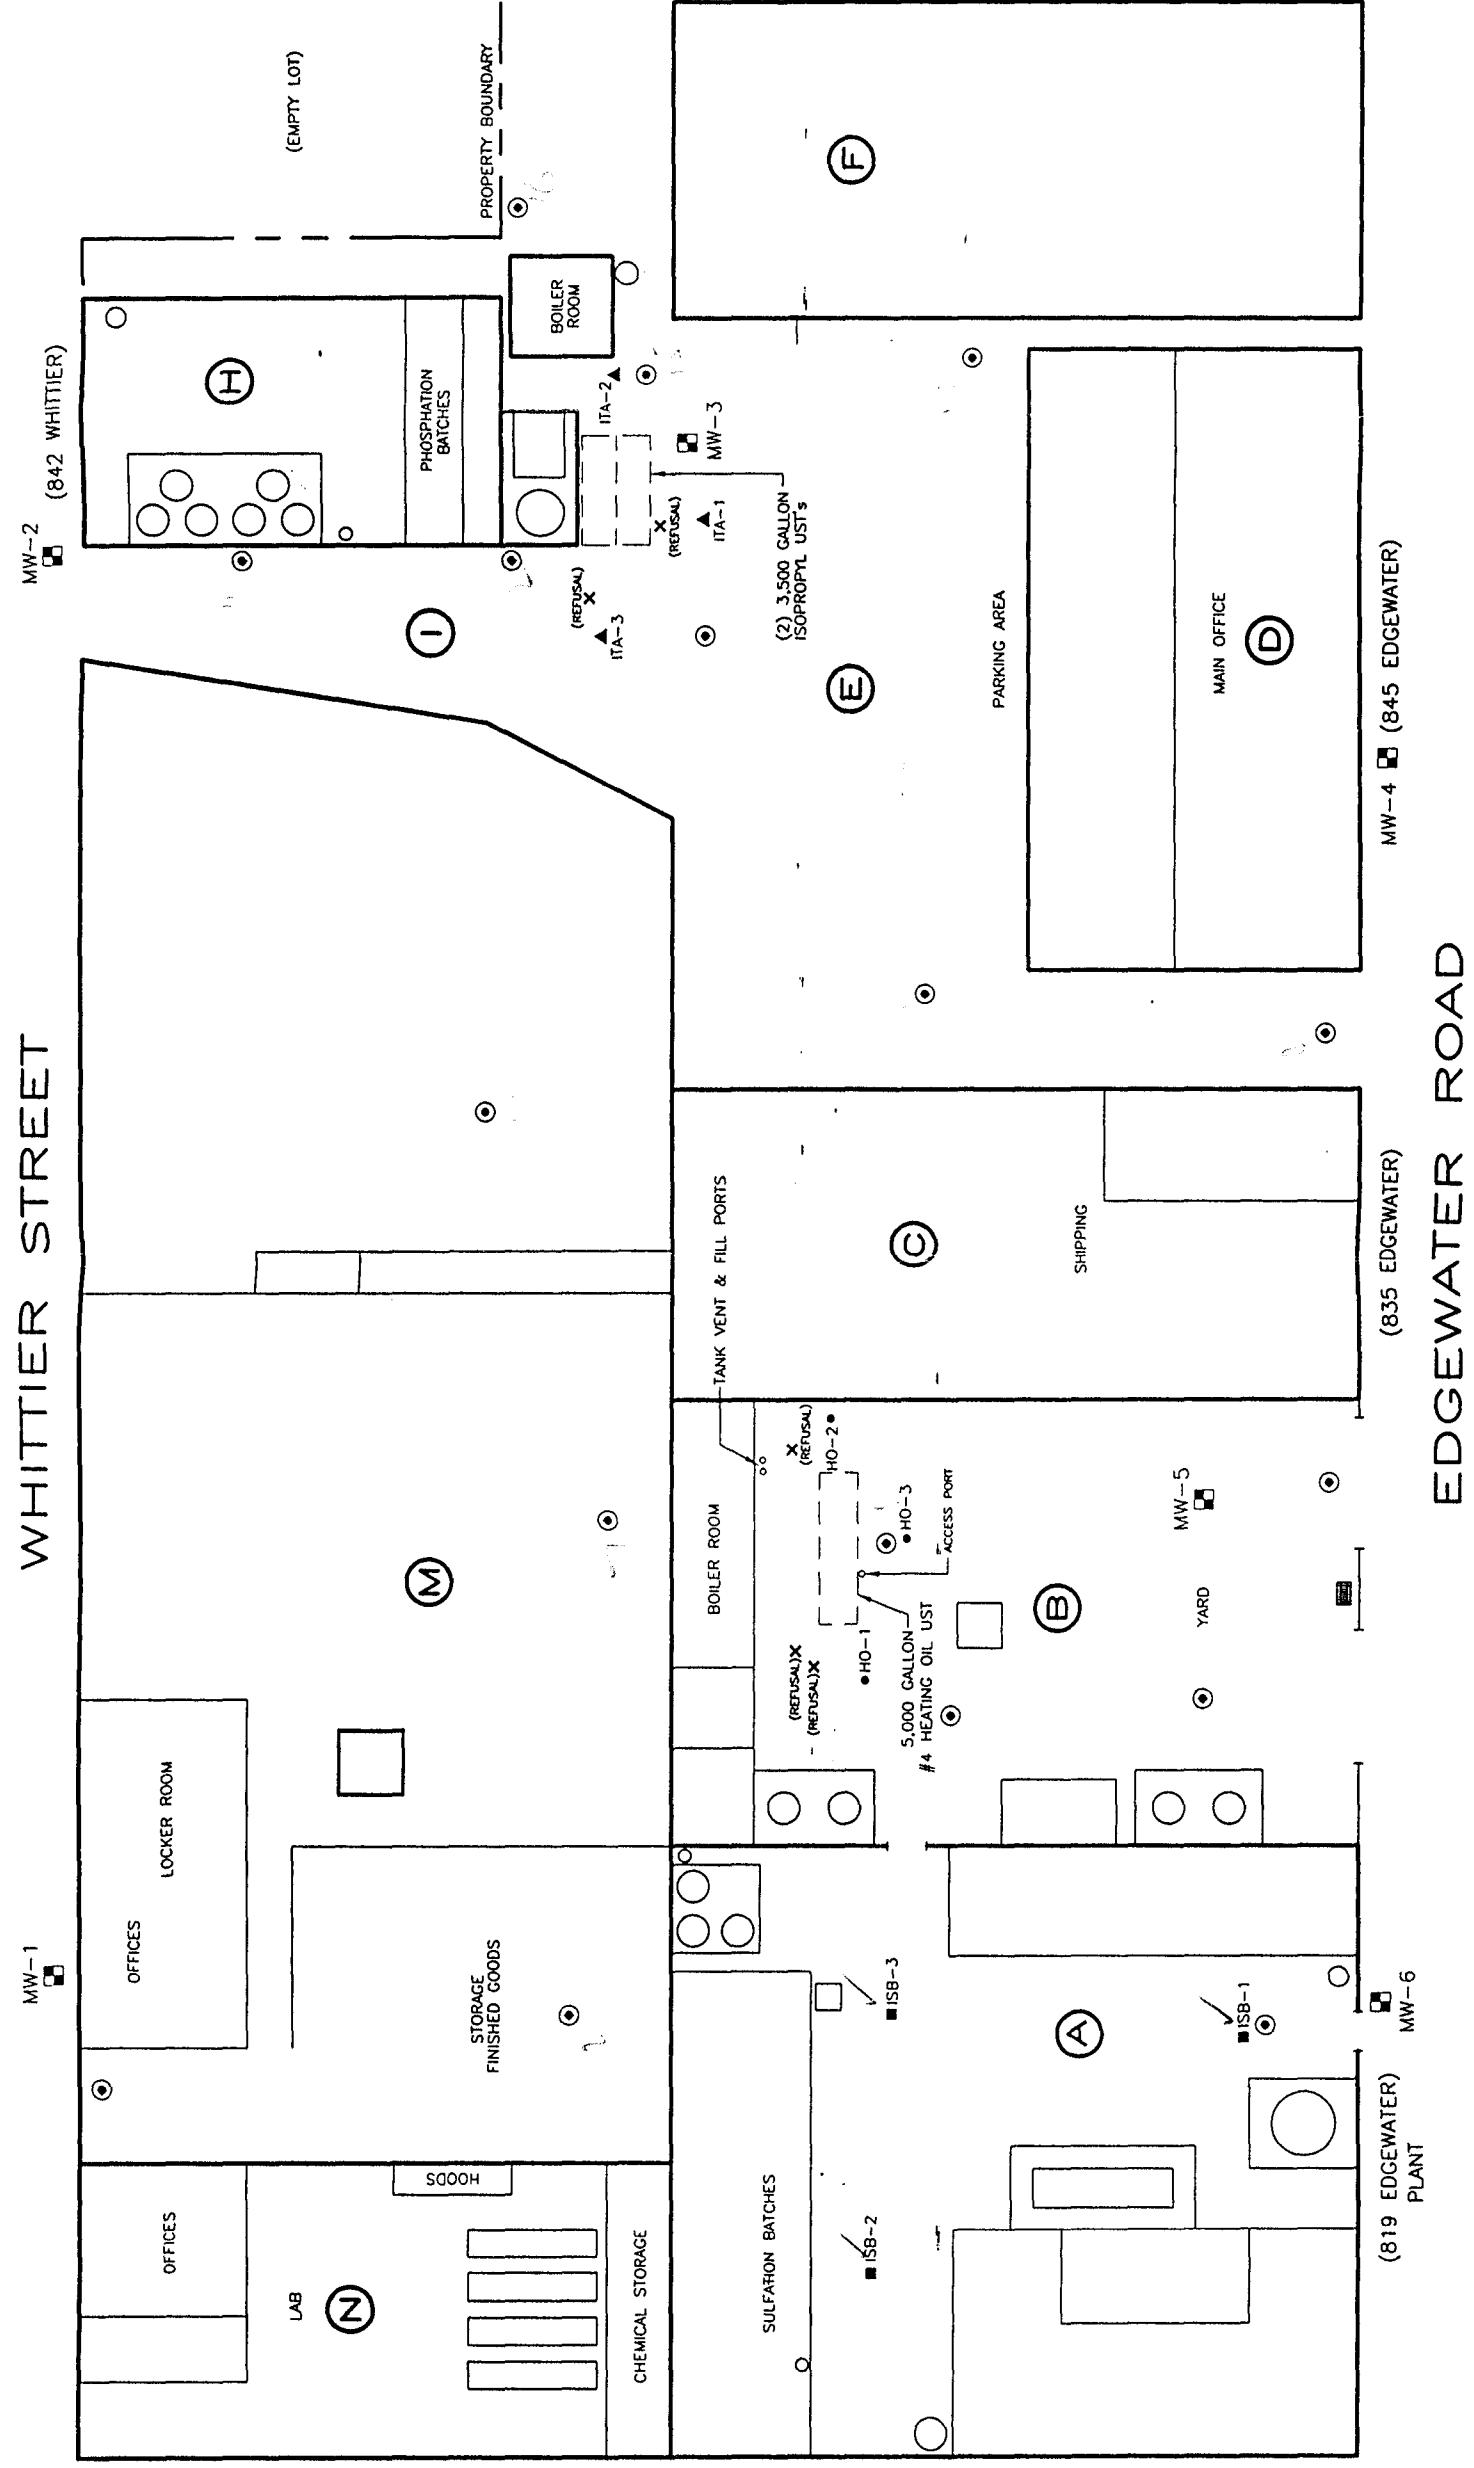 WHITTIER STREET
MW-1
MW-2
(842 WHITTIER)
(EMPTY LOT)
PROPERTY BOUNDARY
OFFICES
LAB
N
HOODS
CHEMICAL STORAGE
OFFICES
LOCKER ROOM
STORAGE
FINISHED GOODS
M
I
H
PHOSPHATION
BATCHES
BOILER
ROOM
ITA-2
MW-3
(REFUSAL)
X
ITA-1
(REFUSAL)
X
ITA-3
(2) 3,500 GALLON
ISOPROPYL UST's
E
F
PARKING AREA
MAIN OFFICE
D
MW-4
(845 EDGEWATER)
TANK VENT & FILL PORTS
C
SHIPPING
(835 EDGEWATER)
BOILER ROOM
X
(REFUSAL)
HO-2
HO-3
ACCESS PORT
HO-1
(REFUSAL)X
(REFUSAL)X
5,000 GALLON
#4 HEATING OIL UST
B
YARD
MW-5
SULFATION BATCHES
ISB-3
ISB-2
ISB-1
A
MW-6
(819 EDGEWATER)
PLANT
EDGEWATER ROAD